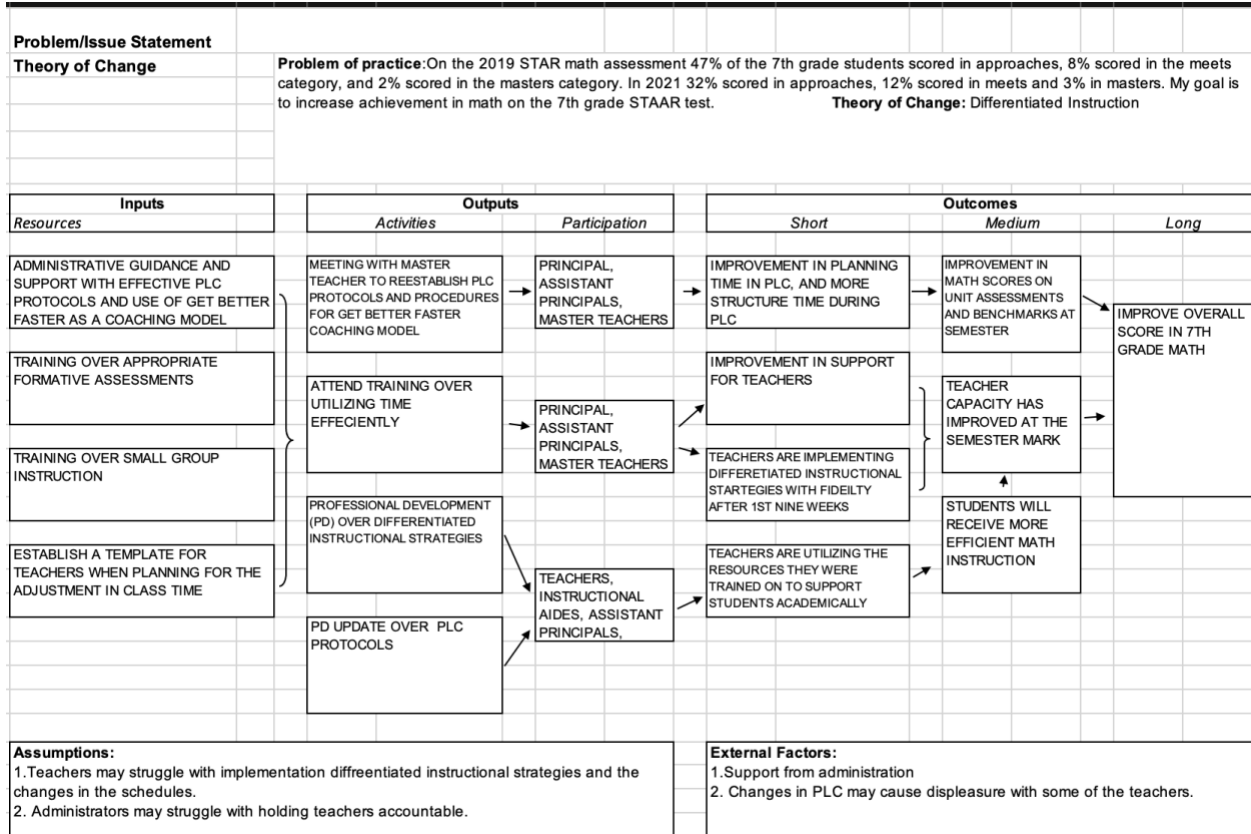 Problem/Issue Statement
Theory of Change
Problem of practice:On the 2019 STAR math assessment 47% of the 7th grade students scored in approaches, 8% scored in the meets
category, and 2% scored in the masters category. In 2021 32% scored in approaches, 12% scored in meets and 3% in masters. My goal is
to increase achievement in math on the 7th grade STAAR test. Theory of Change: Differentiated Instruction
Inputs
Resources
ADMINISTRATIVE GUIDANCE AND
SUPPORT WITH EFFECTIVE PLC
PROTOCOLS AND USE OF GET BETTER
FASTER AS A COACHING MODEL
TRAINING OVER APPROPRIATE
FORMATIVE ASSESSMENTS
TRAINING OVER SMALL GROUP
INSTRUCTION
ESTABLISH A TEMPLATE FOR
TEACHERS WHEN PLANNING FOR THE
ADJUSTMENT IN CLASS TIME
Outputs
Activities
Participation
MEETING WITH MASTER
TEACHER TO REESTABLISH PLC
PROTOCOLS AND PROCEDURES
FOR GET BETTER FASTER
COACHING MODEL
ATTEND TRAINING OVER
UTILIZING TIME
EFFECIENTLY
PROFESSIONAL DEVELOPMENT
(PD) OVER DIFFERENTIATED
INSTRUCTIONAL STRATEGIES
PD UPDATE OVER  PLC
PROTOCOLS
PRINCIPAL,
ASSISTANT
PRINCIPALS,
MASTER TEACHERS
PRINCIPAL,
ASSISTANT
PRINCIPALS,
MASTER TEACHERS
TEACHERS,
INSTRUCTIONAL
AIDES, ASSISTANT
PRINCIPALS,
Outcomes
Short
Medium
Long
IMPROVEMENT IN PLANNING
TIME IN PLC, AND MORE
STRUCTURE TIME DURING
PLC
IMPROVEMENT IN SUPPORT
FOR TEACHERS
TEACHERS ARE IMPLEMENTING
DIFFERETIATED INSTRUCTIONAL
STARTEGIES WITH FIDEILTY
AFTER 1ST NINE WEEKS
TEACHERS ARE UTILIZING THE
RESOURCES THEY WERE
TRAINED ON TO SUPPORT
STUDENTS ACADEMICALLY
IMPROVEMENT IN
MATH SCORES ON
UNIT ASSESSMENTS
AND BENCHMARKS AT
SEMESTER
TEACHER
CAPACITY HAS
IMPROVED AT THE
SEMESTER MARK
STUDENTS WILL
RECEIVE MORE
EFFICIENT MATH
INSTRUCTION
IMPROVE OVERALL
SCORE IN 7TH
GRADE MATH
Assumptions:
1.Teachers may struggle with implementation diffreentiated instructional strategies and the
changes in the schedules.
2. Administrators may struggle with holding teachers accountable.
External Factors:
1.Support from administration
2. Changes in PLC may cause displeasure with some of the teachers.